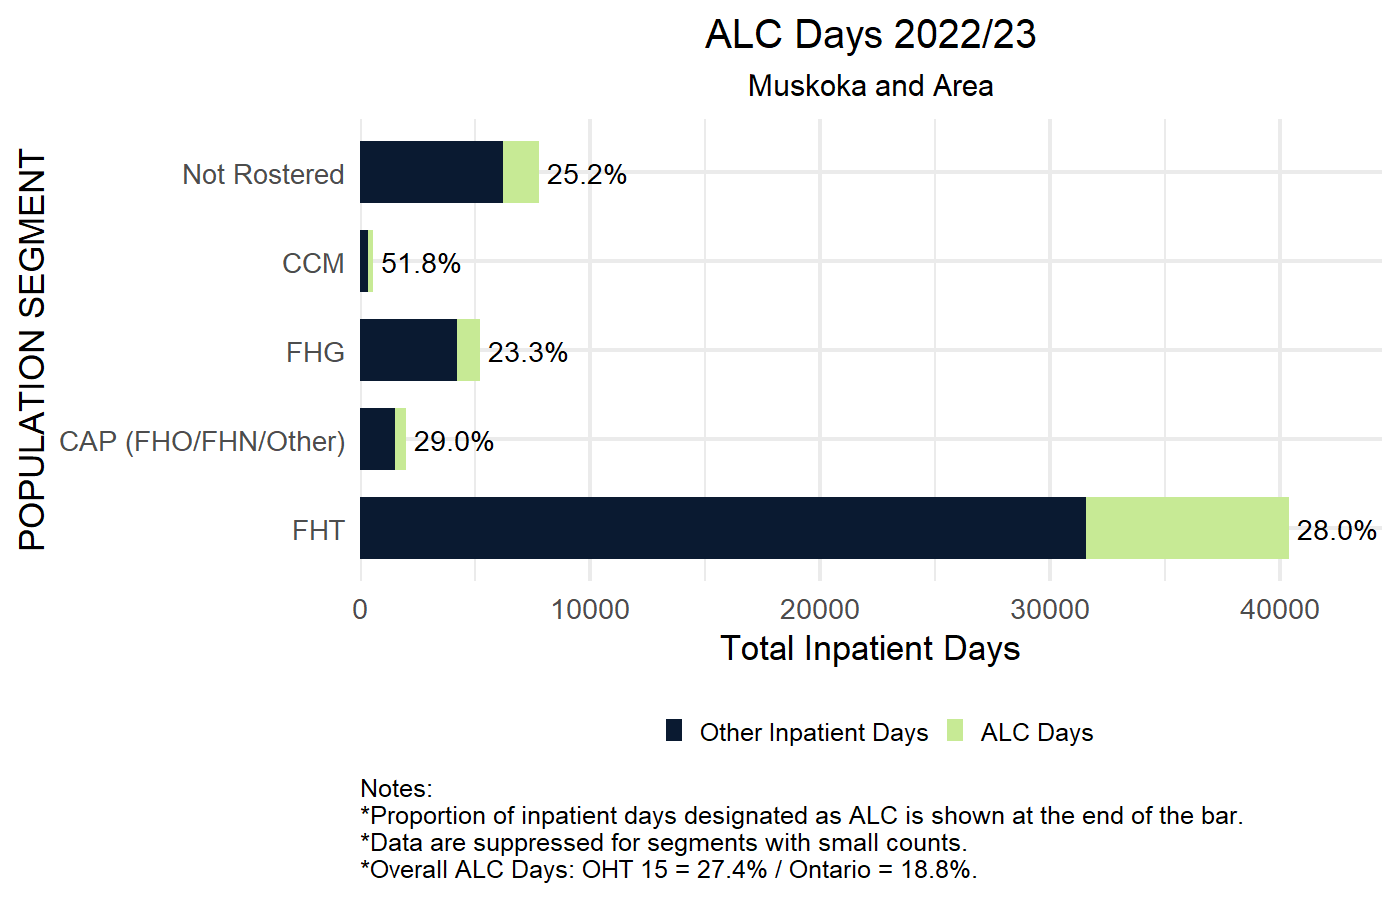 ALC Days 2022/23
Muskoka and Area
POPULATION SEGMENT
Not Rostered
25.2%
CCM
51.8%
FHG
23.3%
CAP (FHO/FHN/Other)
29.0%
FHT
28.0%
0
10000
20000
30000
40000
Total Inpatient Days
Other Inpatient Days
ALC Days
Notes:
*Proportion of inpatient days designated as ALC is shown at the end of the bar.
*Data are suppressed for segments with small counts.
*Overall ALC Days: OHT 15 = 27.4% / Ontario = 18.8%.